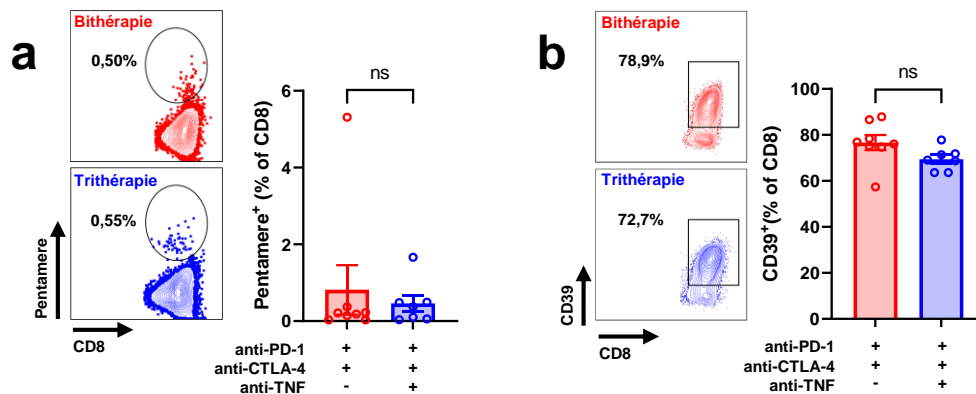 a
Bithérapie
0,50%
Trithérapie
0,55%
Pentamere
CD8
Pentamere⁺ (% of CD8)
6
4
2
0
ns
anti-PD-1 + +
anti-CTLA-4 + +
anti-TNF - +
b
Bithérapie
78,9%
Trithérapie
72,7%
CD39
CD8
CD39⁺(% of CD8)
100
80
60
40
20
0
ns
anti-PD-1 + +
anti-CTLA-4 + +
anti-TNF - +